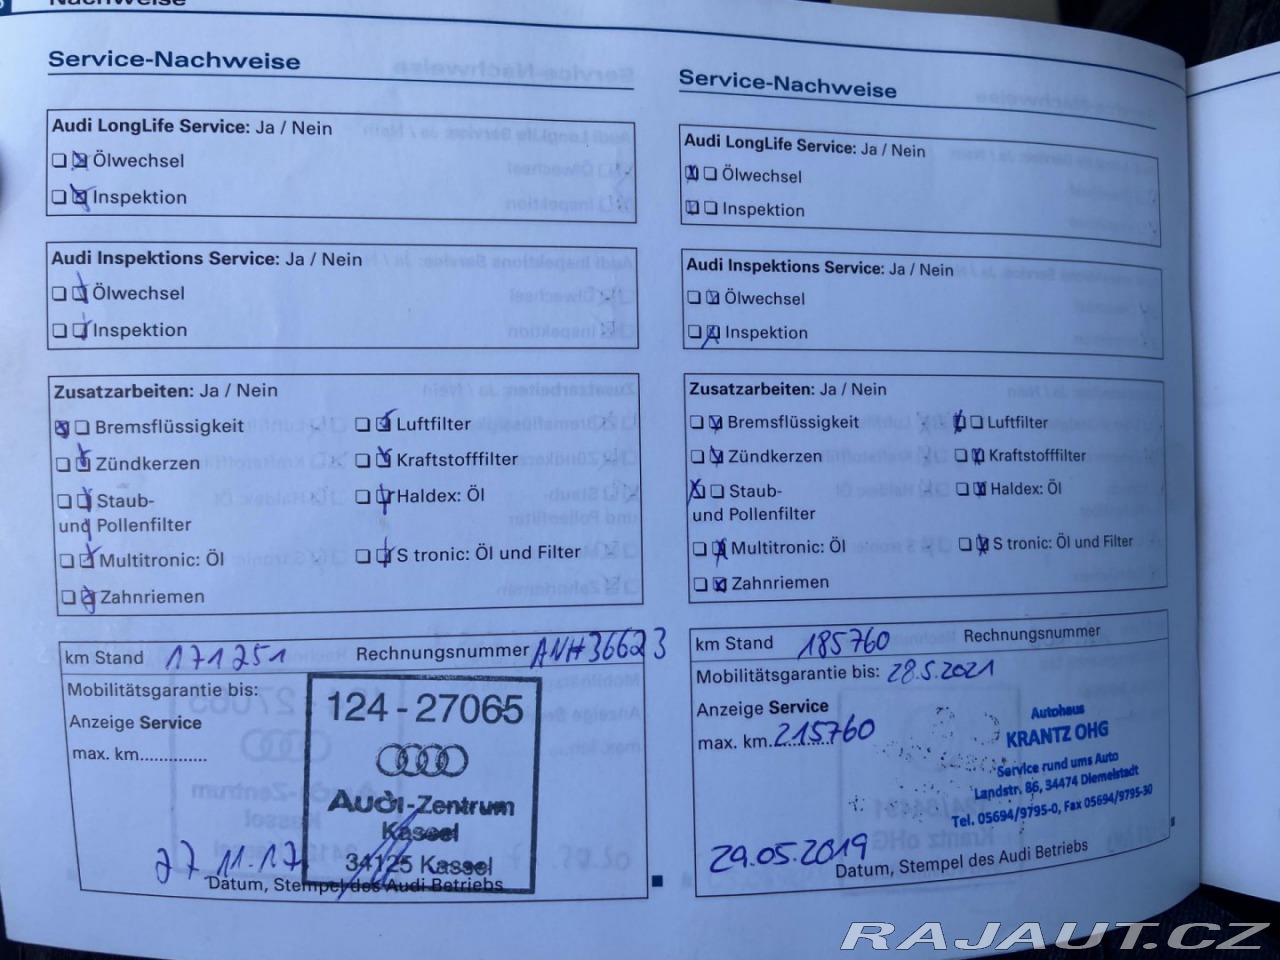 Nachweise
Service-Nachweise
Audi LongLife Service: Ja / Nein
Ölwechsel
Inspektion
Audi Inspektions Service: Ja / Nein
Ölwechsel
Inspektion
Zusatzarbeiten: Ja / Nein
Bremsflüssigkeit
Luftfilter
Zündkerzen
Kraftstofffilter
Staub-
und Pollenfilter
Haldex: Öl
Multitronic: Öl
S tronic: Öl und Filter
Zahnriemen
km Stand 171251 Rechnungsnummer ANH36623
Mobilitätsgarantie bis:
Anzeige Service
max. km..............
124-27065
Audi-Zentrum
Kassel
34125 Kassel
27 11.17
Datum, Stempel des Audi Betriebs
Service-Nachweise
Audi LongLife Service: Ja / Nein
Ölwechsel
Inspektion
Audi Inspektions Service: Ja / Nein
Ölwechsel
Inspektion
Zusatzarbeiten: Ja / Nein
Bremsflüssigkeit
Luftfilter
Zündkerzen
Kraftstofffilter
Staub-
und Pollenfilter
Haldex: Öl
Multitronic: Öl
S tronic: Öl und Filter
Zahnriemen
km Stand 185760 Rechnungsnummer
Mobilitätsgarantie bis: 28.5.2021
Anzeige Service
max. km 215760
Autohaus
KRANTZ OHG
Service rund ums Auto
Landstr. 86, 34474 Diemelstadt
Tel. 05694/9795-0, Fax 05694/9795-30
29.05.2019
Datum, Stempel des Audi Betriebs
RAJAUT.CZ